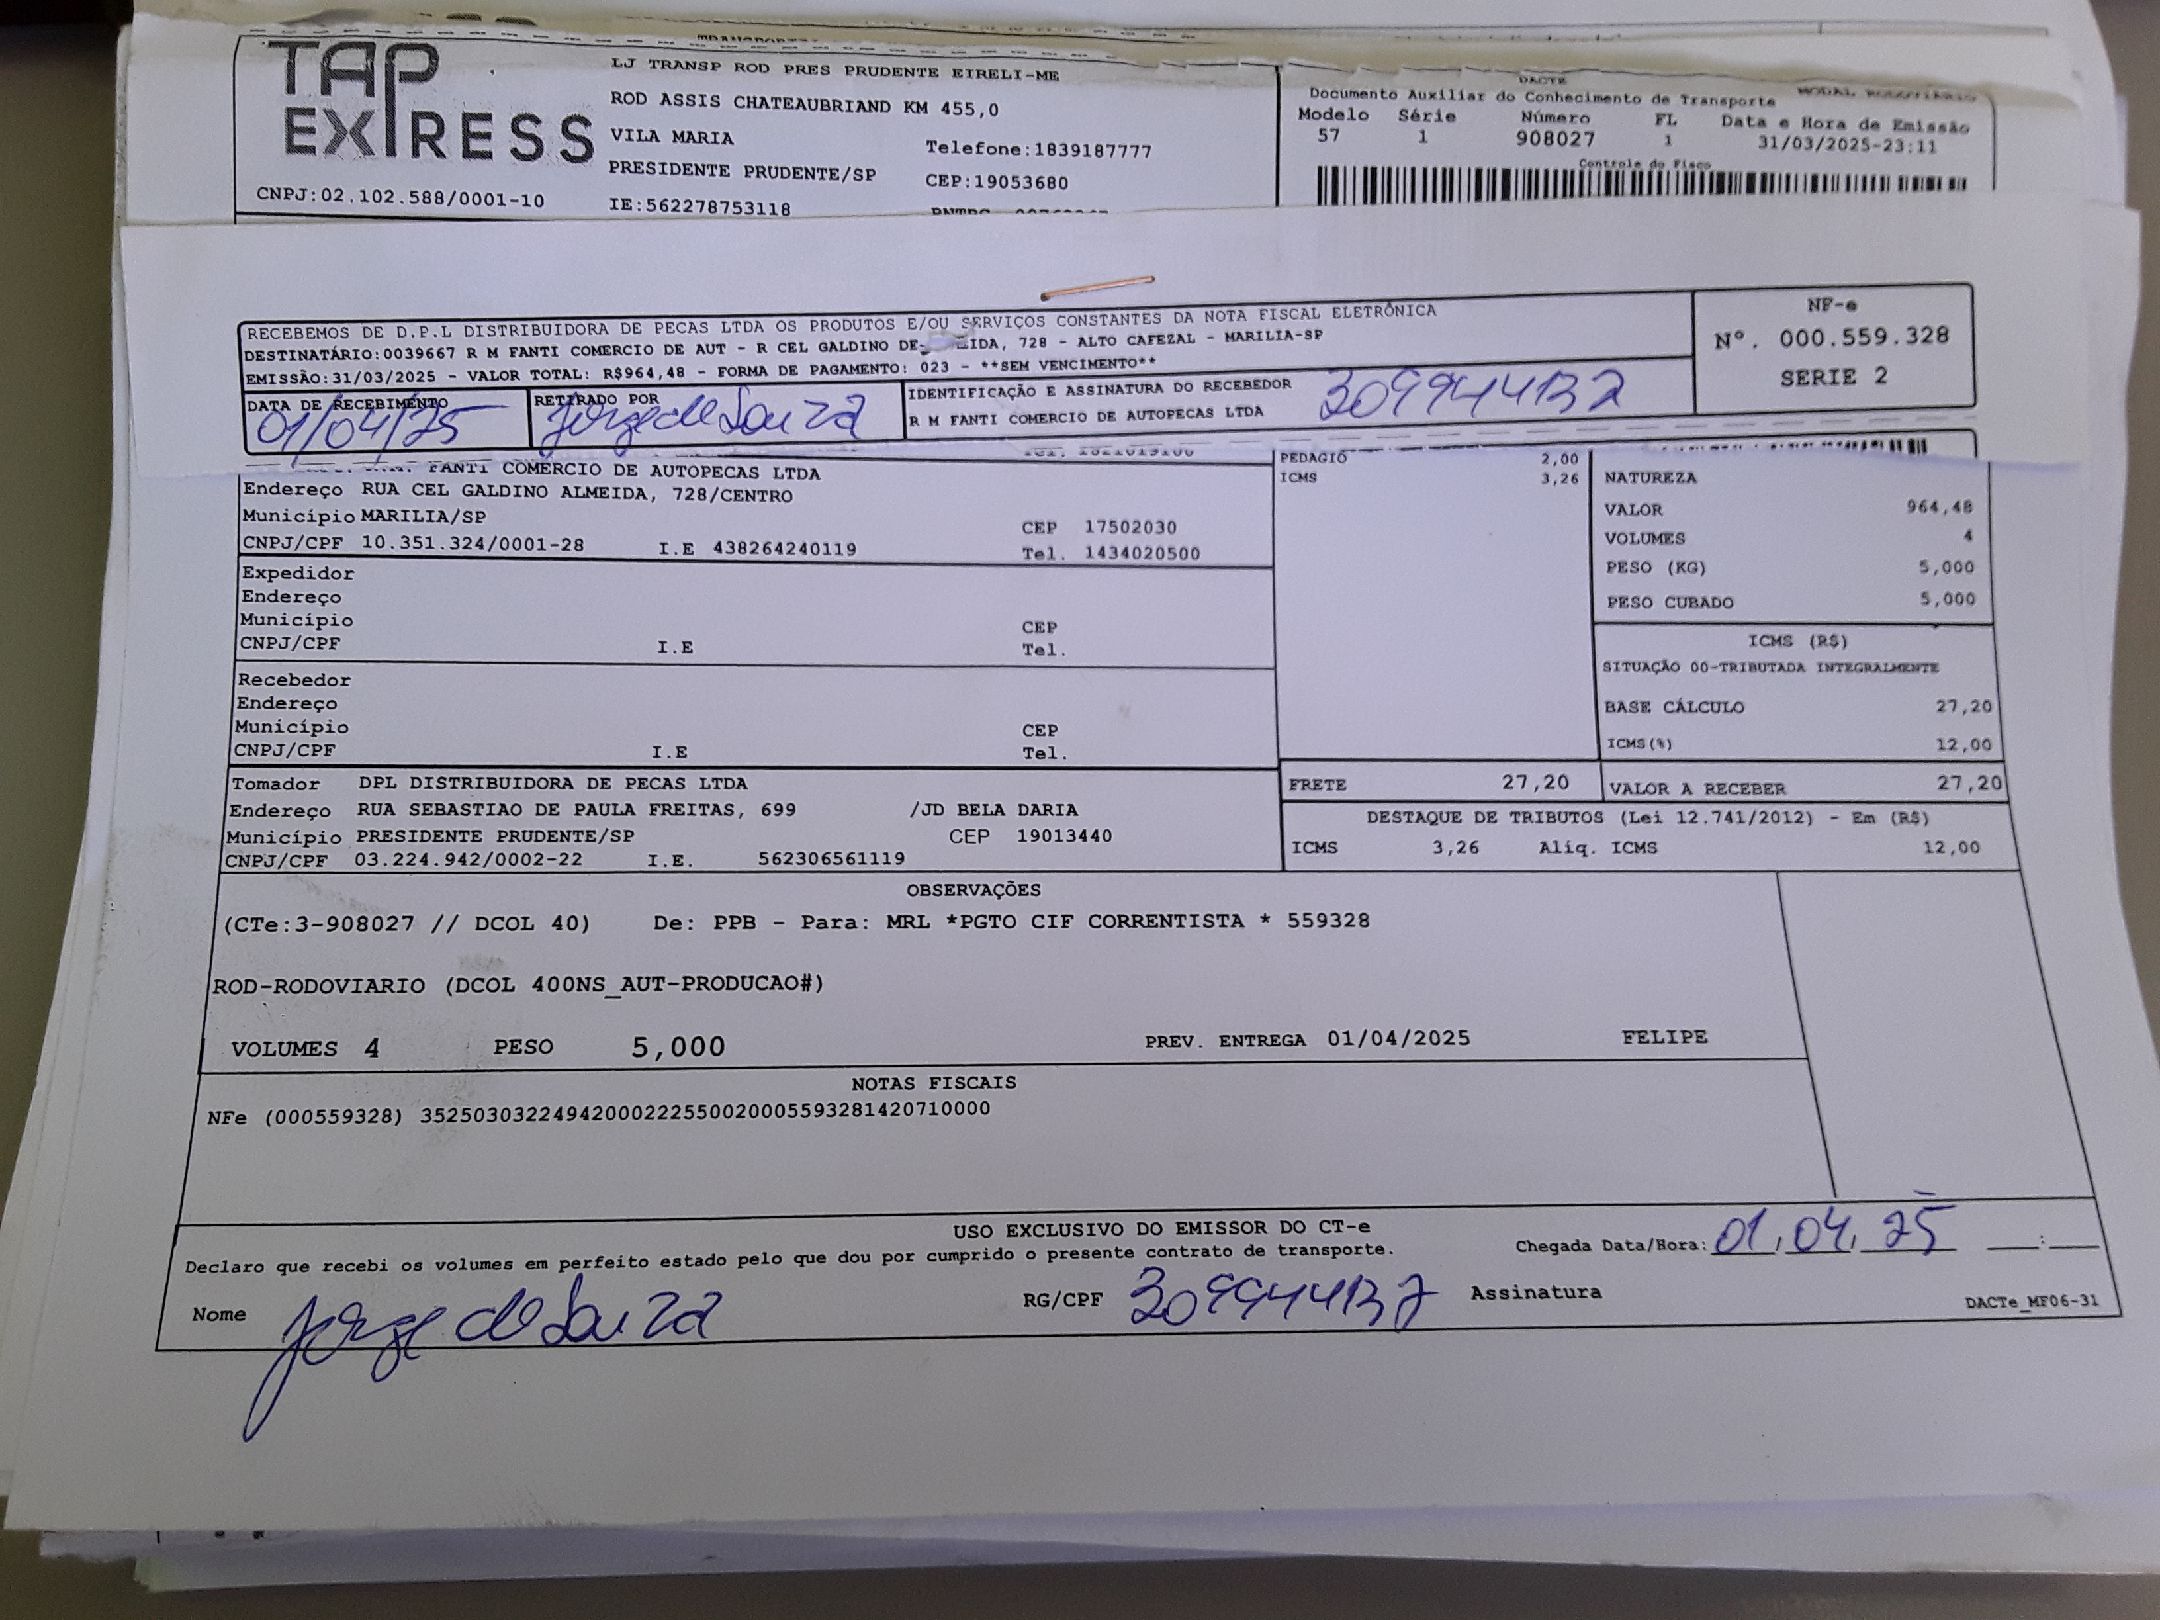 TAP EXPRESS
LJ TRANSP ROD PRES PRUDENTE EIRELI-ME
ROD ASSIS CHATEAUBRIAND KM 455,0
VILA MARIA
Telefone:1839187777
PRESIDENTE PRUDENTE/SP
CEP:19053680
CNPJ:02.102.588/0001-10
IE:562278753118
DACTE
MODAL RODOVIÁRIO
Documento Auxiliar do Conhecimento de Transporte
Modelo Série Número FL Data e Hora de Emissão
57 1 908027 1 31/03/2025-23:11
Controle do Fisco
RECEBEMOS DE D.P.L DISTRIBUIDORA DE PECAS LTDA OS PRODUTOS E/OU SERVIÇOS CONSTANTES DA NOTA FISCAL ELETRÔNICA
DESTINATÁRIO:0039667 R M FANTI COMERCIO DE AUT - R CEL GALDINO DE IDA, 728 - ALTO CAFEZAL - MARILIA-SP
EMISSÃO:31/03/2025 - VALOR TOTAL: R$964,48 - FORMA DE PAGAMENTO: 023 - **SEM VENCIMENTO**
NF-e
Nº. 000.559.328
SERIE 2
DATA DE RECEBIMENTO
01/04/25
RETIRADO POR
Jorge de Souza
IDENTIFICAÇÃO E ASSINATURA DO RECEBEDOR
R M FANTI COMERCIO DE AUTOPECAS LTDA
FANTI COMERCIO DE AUTOPECAS LTDA
Endereço RUA CEL GALDINO ALMEIDA, 728/CENTRO
Município MARILIA/SP
CEP 17502030
CNPJ/CPF 10.351.324/0001-28 I.E 438264240119 Tel. 1434020500
Expedidor
Endereço
Município CEP
CNPJ/CPF I.E Tel.
Recebedor
Endereço
Município CEP
CNPJ/CPF I.E Tel.
Tomador DPL DISTRIBUIDORA DE PECAS LTDA
Endereço RUA SEBASTIAO DE PAULA FREITAS, 699 /JD BELA DARIA
Município PRESIDENTE PRUDENTE/SP CEP 19013440
CNPJ/CPF 03.224.942/0002-22 I.E. 562306561119
PEDAGIO 2,00
ICMS 3,26
NATUREZA
VALOR 964,48
VOLUMES 4
PESO (KG) 5,000
PESO CUBADO 5,000
ICMS (R$)
SITUAÇÃO 00-TRIBUTADA INTEGRALMENTE
BASE CÁLCULO 27,20
ICMS(%) 12,00
FRETE 27,20 VALOR A RECEBER 27,20
DESTAQUE DE TRIBUTOS (Lei 12.741/2012) - Em (R$)
ICMS 3,26 Aliq. ICMS 12,00
OBSERVAÇÕES
(CTe:3-908027 // DCOL 40) De: PPB - Para: MRL *PGTO CIF CORRENTISTA * 559328
ROD-RODOVIARIO (DCOL 400NS_AUT-PRODUCAO#)
VOLUMES 4 PESO 5,000 PREV. ENTREGA 01/04/2025 FELIPE
NOTAS FISCAIS
NFe (000559328) 35250303224942000222550020005593281420710000
USO EXCLUSIVO DO EMISSOR DO CT-e
Declaro que recebi os volumes em perfeito estado pelo que dou por cumprido o presente contrato de transporte.
Chegada Data/Hora: 01,04,25 :
Nome Jorge de Souza RG/CPF Assinatura
DACTe_MF06-31